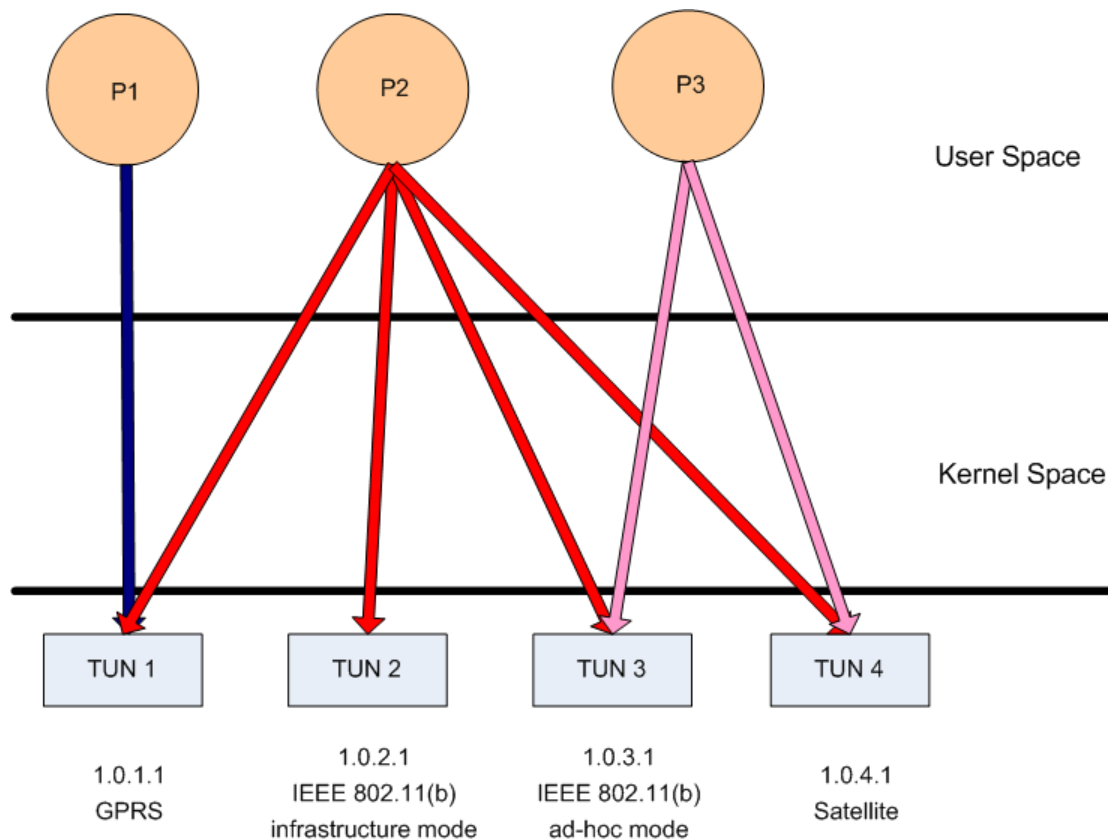 P1
P2
P3
User Space
Kernel Space
TUN 1
TUN 2
TUN 3
TUN 4
1.0.1.1
GPRS
1.0.2.1
IEEE 802.11(b)
infrastructure mode
1.0.3.1
IEEE 802.11(b)
ad-hoc mode
1.0.4.1
Satellite